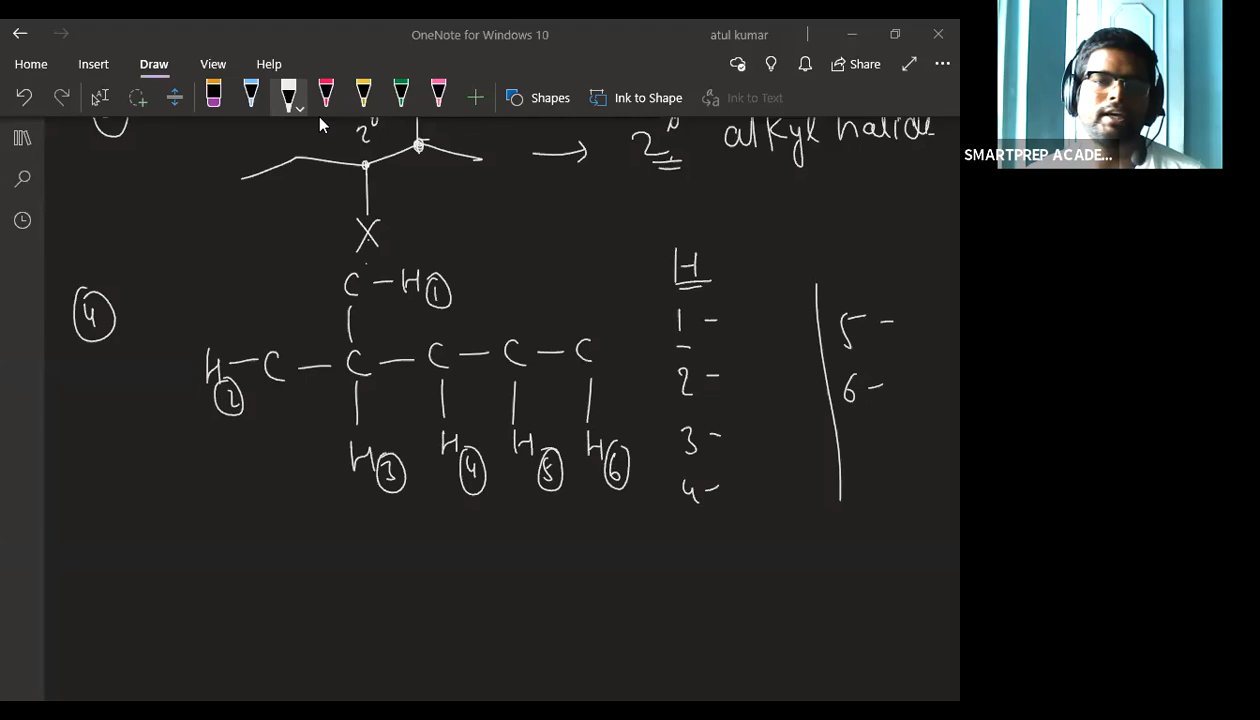 OneNote for Windows 10
atul kumar
Home Insert Draw View Help
Share
Shapes
Ink to Shape
Ink to Text
SMARTPREP ACADE...
2° → 2° alkyl halide
X
④
C – H ①
H – C – C – C – C – C
②
H ③ H ④ H ⑤ H ⑥
H
1 –
2 –
3 –
4 –
5 –
6 –